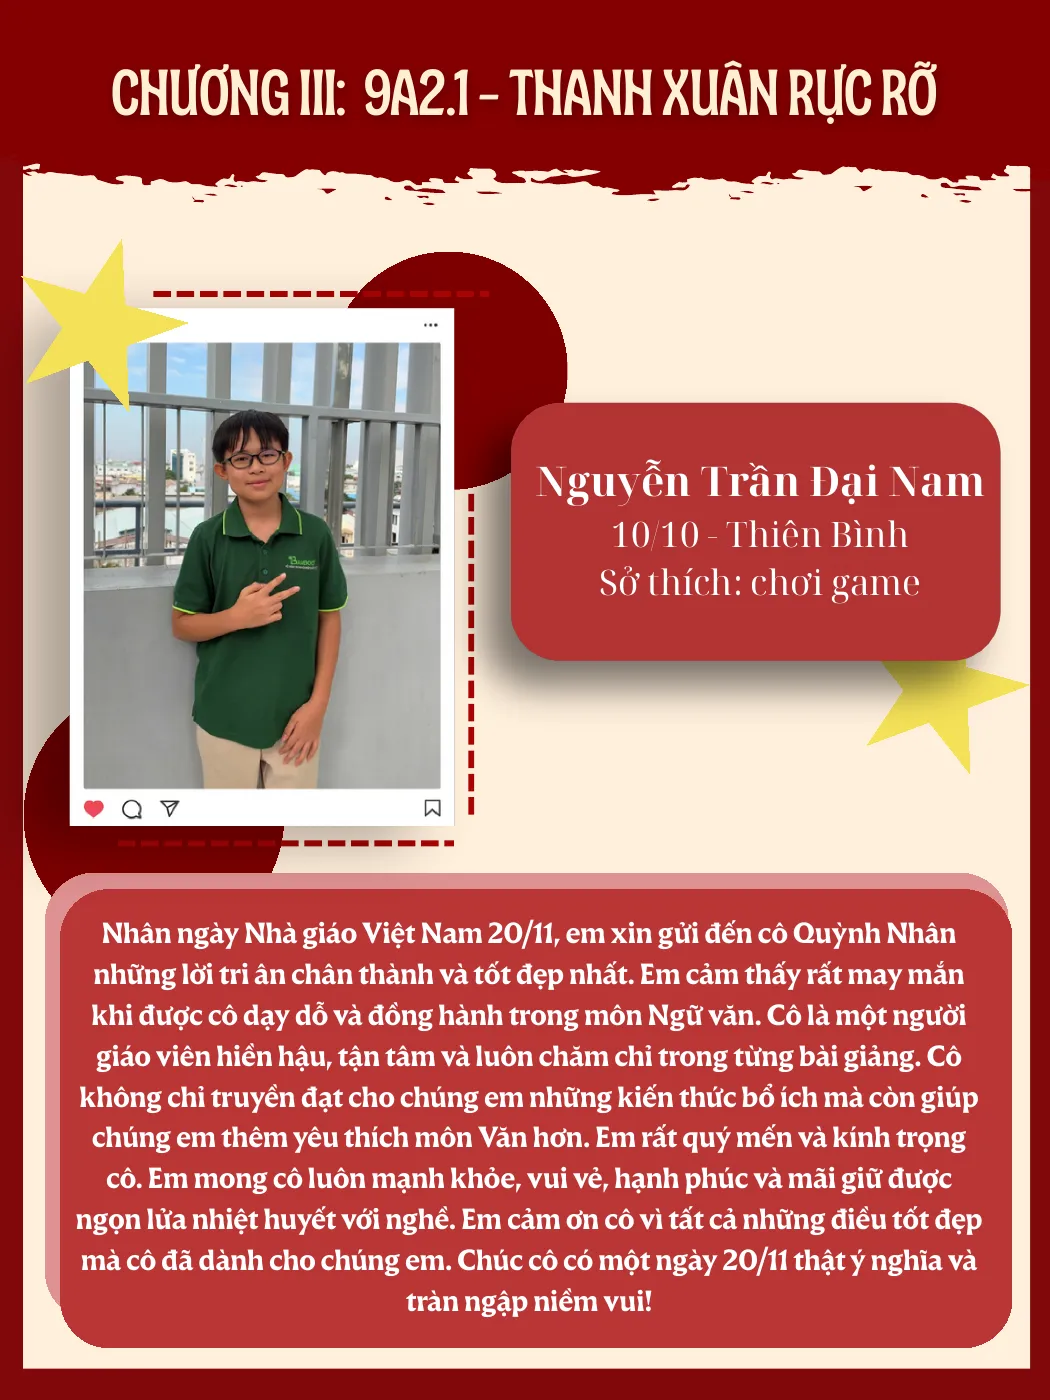 CHƯƠNG III: 9A2.1 - THANH XUÂN RỰC RỠ
Nguyễn Trần Đại Nam
10/10 - Thiên Bình
Sở thích: chơi game
Nhân ngày Nhà giáo Việt Nam 20/11, em xin gửi đến cô Quỳnh Nhân
những lời tri ân chân thành và tốt đẹp nhất. Em cảm thấy rất may mắn
khi được cô dạy dỗ và đồng hành trong môn Ngữ văn. Cô là một người
giáo viên hiền hậu, tận tâm và luôn chăm chỉ trong từng bài giảng. Cô
không chỉ truyền đạt cho chúng em những kiến thức bổ ích mà còn giúp
chúng em thêm yêu thích môn Văn hơn. Em rất quý mến và kính trọng
cô. Em mong cô luôn mạnh khỏe, vui vẻ, hạnh phúc và mãi giữ được
ngọn lửa nhiệt huyết với nghề. Em cảm ơn cô vì tất cả những điều tốt đẹp
mà cô đã dành cho chúng em. Chúc cô có một ngày 20/11 thật ý nghĩa và
tràn ngập niềm vui!